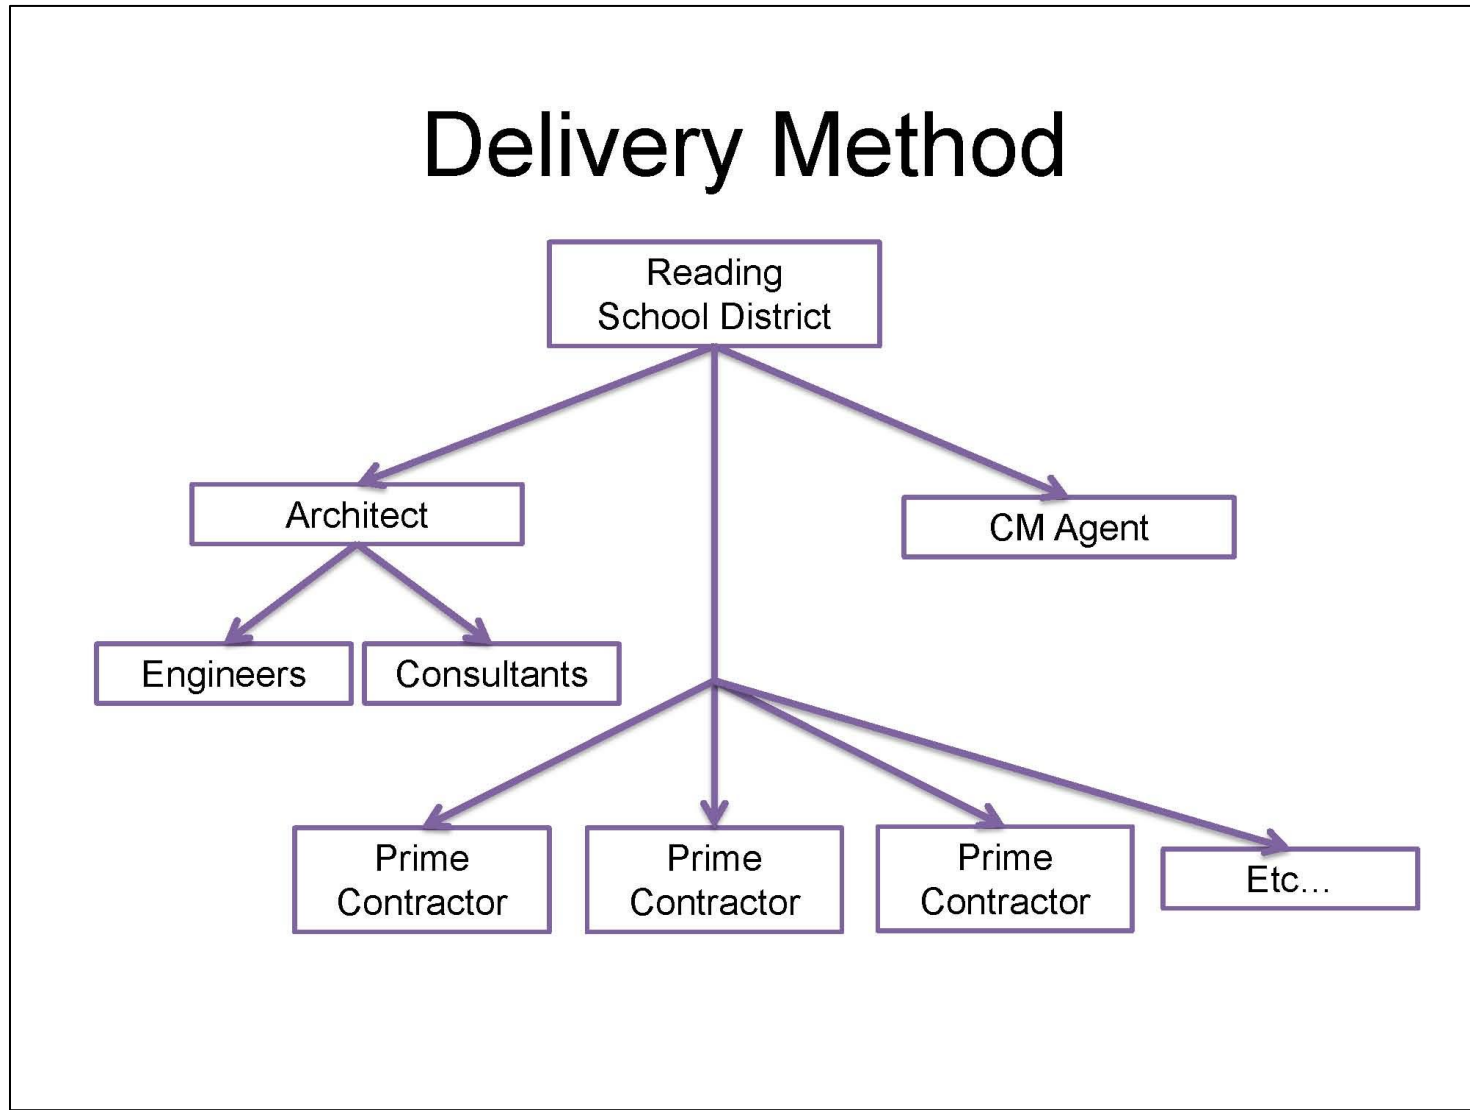 Delivery Method
Reading
School District
Architect
CM Agent
Engineers
Consultants
Prime
Contractor
Prime
Contractor
Prime
Contractor
Etc...